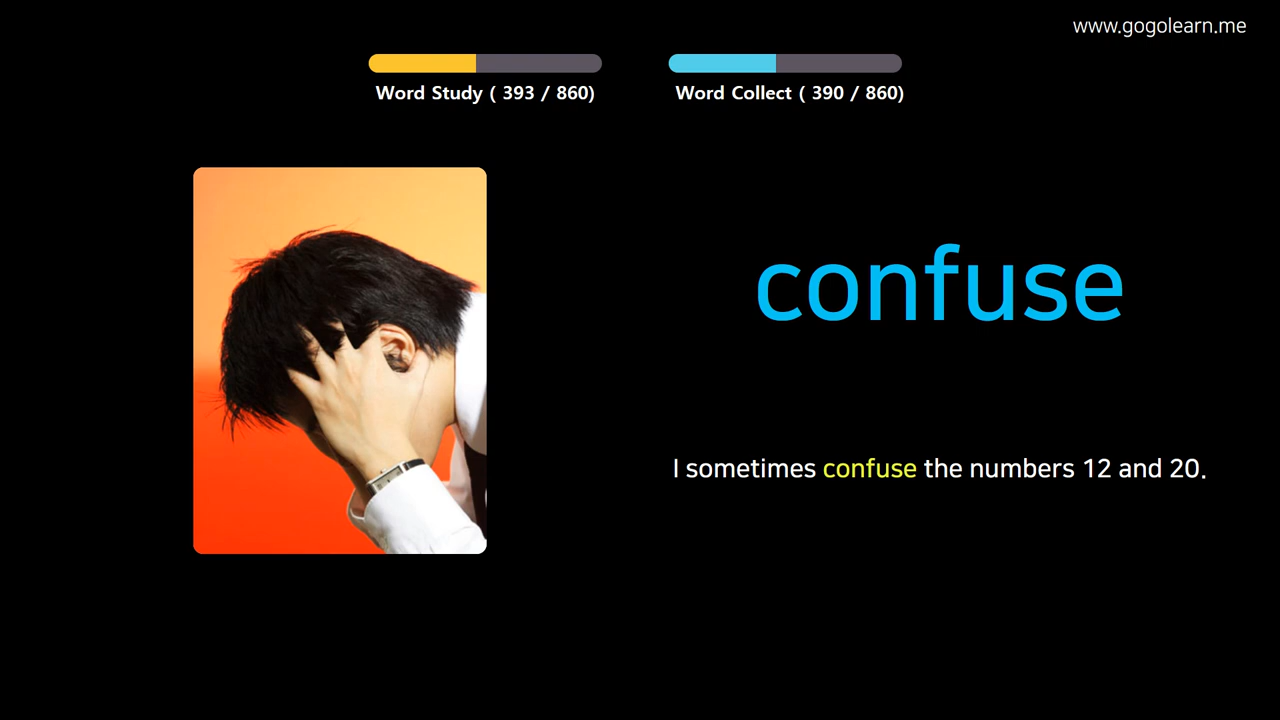 www.gogolearn.me
Word Study ( 393 / 860)
Word Collect ( 390 / 860)
confuse
I sometimes confuse the numbers 12 and 20.